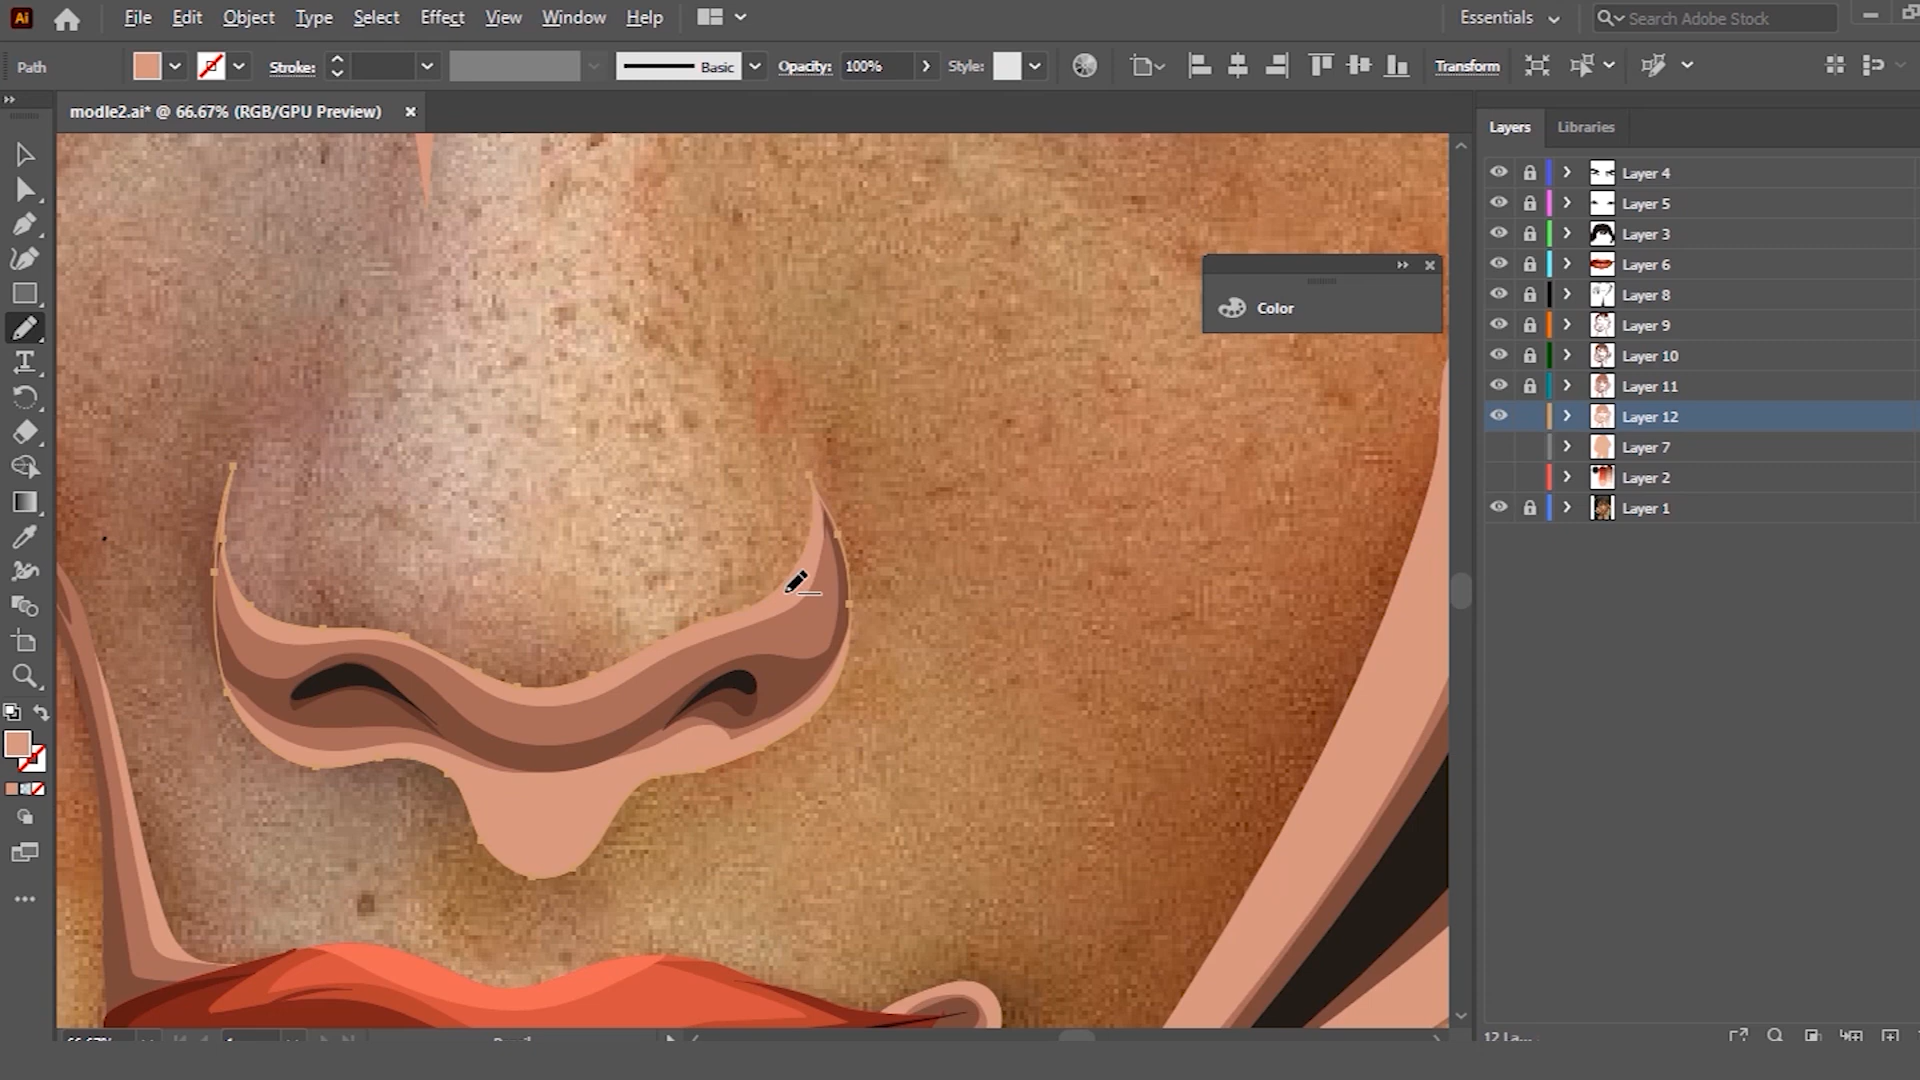 Ai File Edit Object Type Select Effect View Window Help Essentials Search Adobe Stock
Path Stroke: Basic Opacity: 100% Style: Transform
modle2.ai* @ 66.67% (RGB/GPU Preview)
Layers Libraries
Layer 4
Layer 5
Layer 3
Layer 6
Layer 8
Layer 9
Layer 10
Layer 11
Layer 12
Layer 7
Layer 2
Layer 1
Color